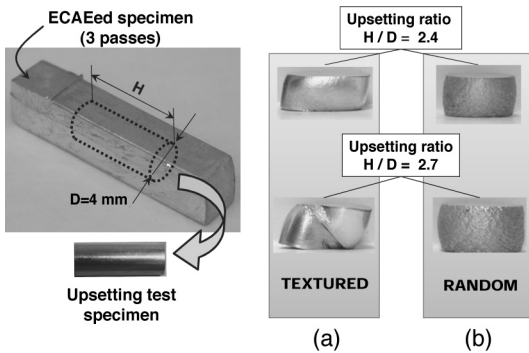 ECAEed specimen
(3 passes)
H
D=4 mm
Upsetting test
specimen
Upsetting ratio
H / D = 2.4
Upsetting ratio
H / D = 2.7
TEXTURED
RANDOM
(a)
(b)